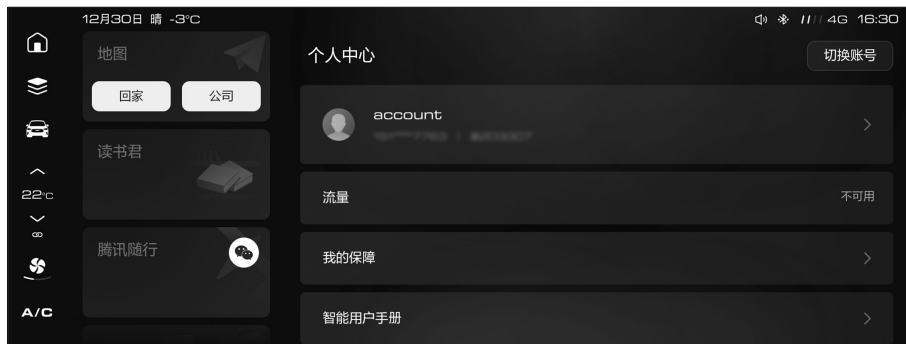 12月30日 晴 -3°C
4G 16:30
地图
回家
公司
读书君
腾讯随行
22°C
A/C
个人中心
切换账号
account
流量
不可用
我的保障
智能用户手册